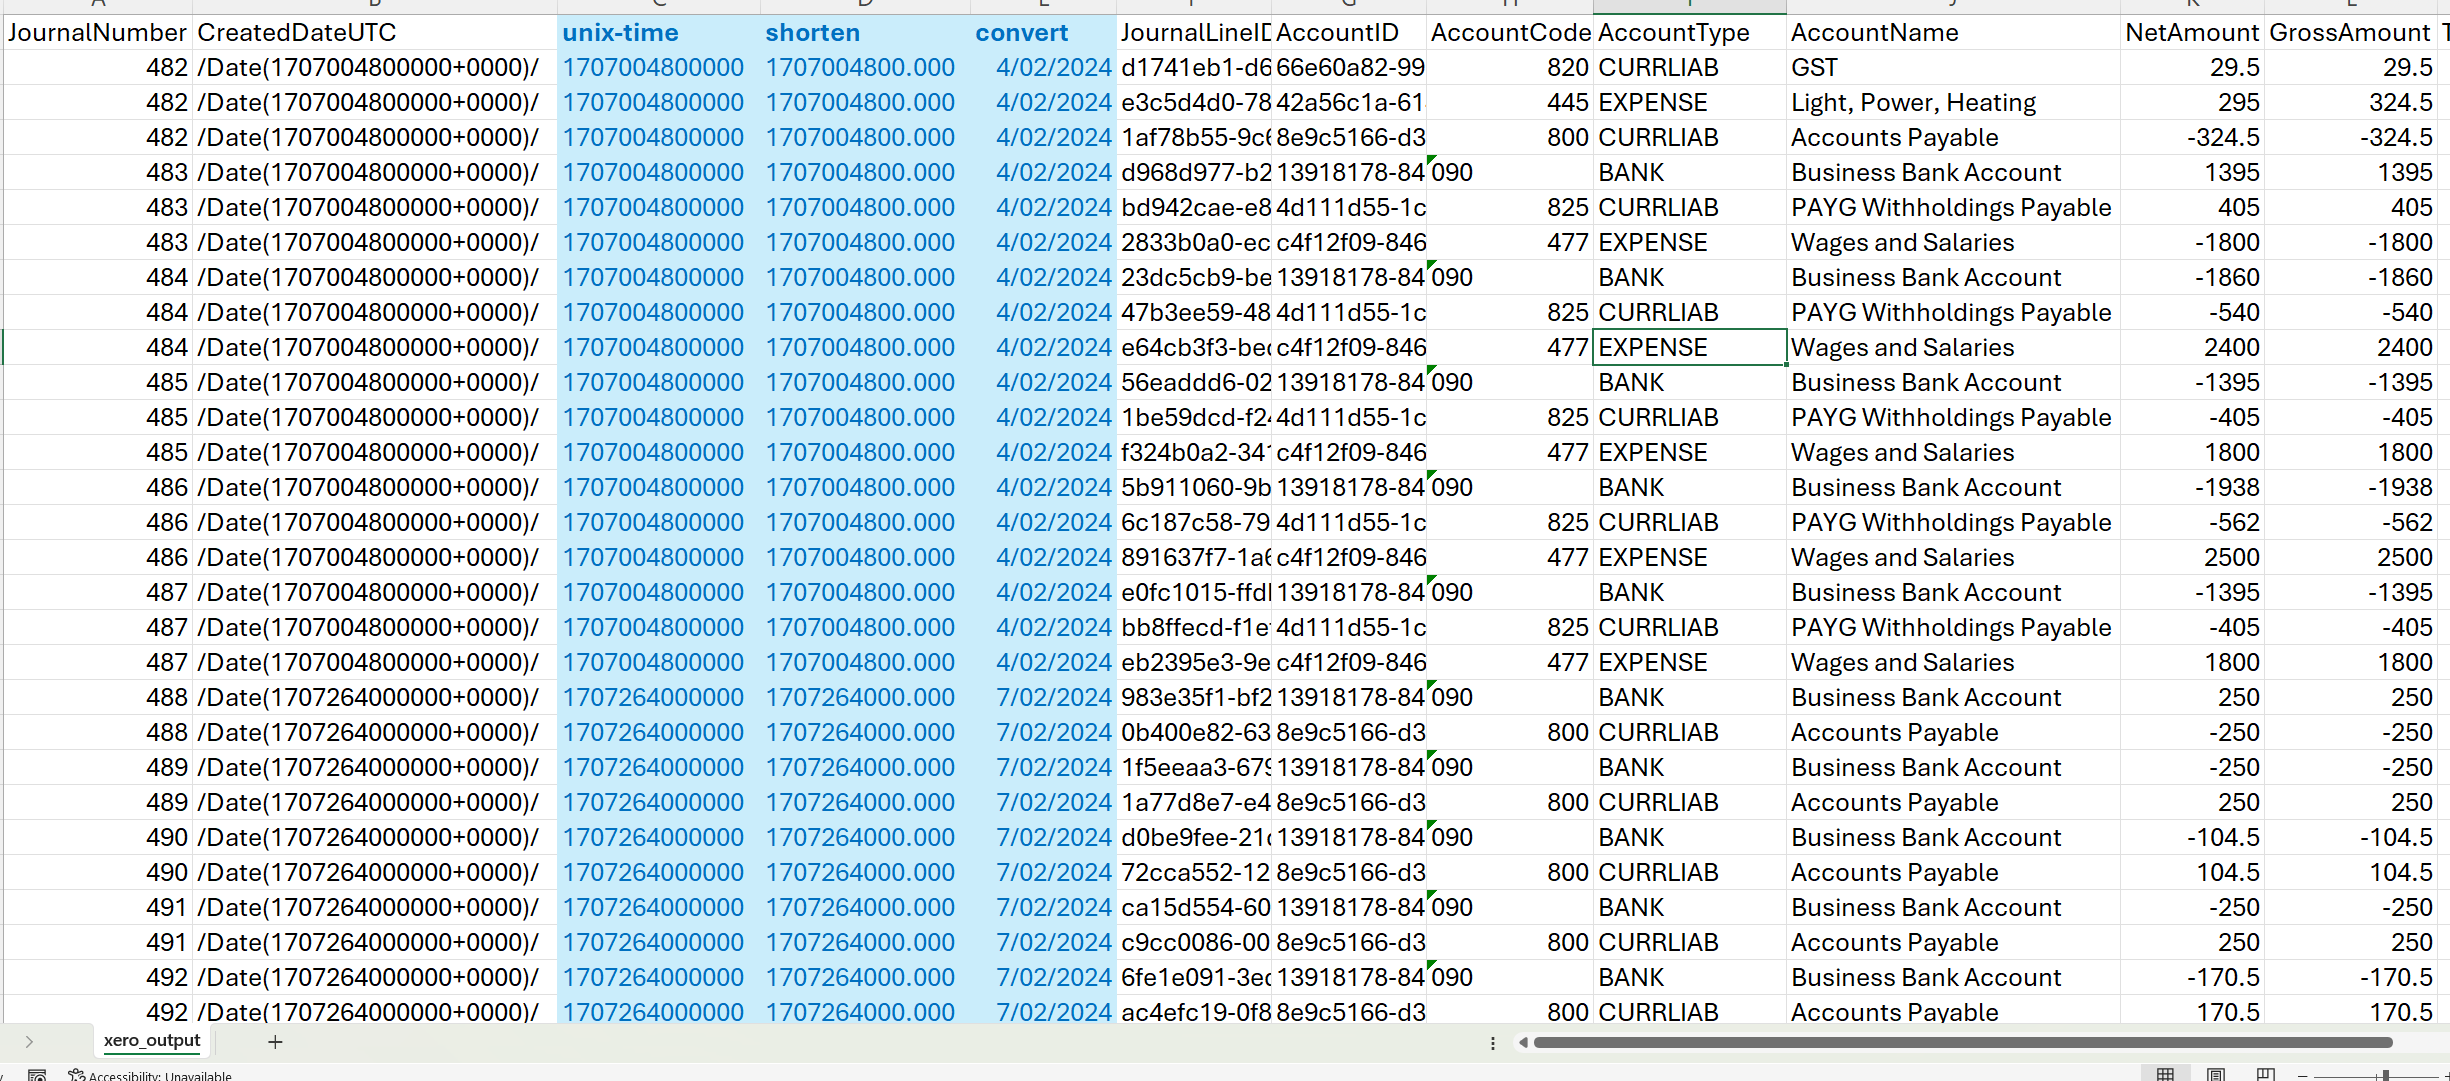 JournalNumber CreatedDateUTC unix-time shorten convert JournalLineID AccountID AccountCode AccountType AccountName NetAmount GrossAmount
482 /Date(1707004800000+0000)/ 1707004800000 1707004800.000 4/02/2024 d1741eb1-d6 66e60a82-99 820 CURRLIAB GST 29.5 29.5
482 /Date(1707004800000+0000)/ 1707004800000 1707004800.000 4/02/2024 e3c5d4d0-78 42a56c1a-61 445 EXPENSE Light, Power, Heating 295 324.5
482 /Date(1707004800000+0000)/ 1707004800000 1707004800.000 4/02/2024 1af78b55-9c6 8e9c5166-d3 800 CURRLIAB Accounts Payable -324.5 -324.5
483 /Date(1707004800000+0000)/ 1707004800000 1707004800.000 4/02/2024 d968d977-b2 13918178-84 090 BANK Business Bank Account 1395 1395
483 /Date(1707004800000+0000)/ 1707004800000 1707004800.000 4/02/2024 bd942cae-e8 4d111d55-1c 825 CURRLIAB PAYG Withholdings Payable 405 405
483 /Date(1707004800000+0000)/ 1707004800000 1707004800.000 4/02/2024 2833b0a0-ec c4f12f09-846 477 EXPENSE Wages and Salaries -1800 -1800
484 /Date(1707004800000+0000)/ 1707004800000 1707004800.000 4/02/2024 23dc5cb9-be 13918178-84 090 BANK Business Bank Account -1860 -1860
484 /Date(1707004800000+0000)/ 1707004800000 1707004800.000 4/02/2024 47b3ee59-48 4d111d55-1c 825 CURRLIAB PAYG Withholdings Payable -540 -540
484 /Date(1707004800000+0000)/ 1707004800000 1707004800.000 4/02/2024 e64cb3f3-bec c4f12f09-846 477 EXPENSE Wages and Salaries 2400 2400
485 /Date(1707004800000+0000)/ 1707004800000 1707004800.000 4/02/2024 56eaddd6-02 13918178-84 090 BANK Business Bank Account -1395 -1395
485 /Date(1707004800000+0000)/ 1707004800000 1707004800.000 4/02/2024 1be59dcd-f24 4d111d55-1c 825 CURRLIAB PAYG Withholdings Payable -405 -405
485 /Date(1707004800000+0000)/ 1707004800000 1707004800.000 4/02/2024 f324b0a2-341 c4f12f09-846 477 EXPENSE Wages and Salaries 1800 1800
486 /Date(1707004800000+0000)/ 1707004800000 1707004800.000 4/02/2024 5b911060-9b 13918178-84 090 BANK Business Bank Account -1938 -1938
486 /Date(1707004800000+0000)/ 1707004800000 1707004800.000 4/02/2024 6c187c58-79 4d111d55-1c 825 CURRLIAB PAYG Withholdings Payable -562 -562
486 /Date(1707004800000+0000)/ 1707004800000 1707004800.000 4/02/2024 891637f7-1a6 c4f12f09-846 477 EXPENSE Wages and Salaries 2500 2500
487 /Date(1707004800000+0000)/ 1707004800000 1707004800.000 4/02/2024 e0fc1015-ffd 13918178-84 090 BANK Business Bank Account -1395 -1395
487 /Date(1707004800000+0000)/ 1707004800000 1707004800.000 4/02/2024 bb8ffecd-f1e 4d111d55-1c 825 CURRLIAB PAYG Withholdings Payable -405 -405
487 /Date(1707004800000+0000)/ 1707004800000 1707004800.000 4/02/2024 eb2395e3-9e c4f12f09-846 477 EXPENSE Wages and Salaries 1800 1800
488 /Date(1707264000000+0000)/ 1707264000000 1707264000.000 7/02/2024 983e35f1-bf2 13918178-84 090 BANK Business Bank Account 250 250
488 /Date(1707264000000+0000)/ 1707264000000 1707264000.000 7/02/2024 0b400e82-63 8e9c5166-d3 800 CURRLIAB Accounts Payable -250 -250
489 /Date(1707264000000+0000)/ 1707264000000 1707264000.000 7/02/2024 1f5eeaa3-679 13918178-84 090 BANK Business Bank Account -250 -250
489 /Date(1707264000000+0000)/ 1707264000000 1707264000.000 7/02/2024 1a77d8e7-e4 8e9c5166-d3 800 CURRLIAB Accounts Payable 250 250
490 /Date(1707264000000+0000)/ 1707264000000 1707264000.000 7/02/2024 d0be9fee-21c 13918178-84 090 BANK Business Bank Account -104.5 -104.5
490 /Date(1707264000000+0000)/ 1707264000000 1707264000.000 7/02/2024 72cca552-12 8e9c5166-d3 800 CURRLIAB Accounts Payable 104.5 104.5
491 /Date(1707264000000+0000)/ 1707264000000 1707264000.000 7/02/2024 ca15d554-60 13918178-84 090 BANK Business Bank Account -250 -250
491 /Date(1707264000000+0000)/ 1707264000000 1707264000.000 7/02/2024 c9cc0086-00 8e9c5166-d3 800 CURRLIAB Accounts Payable 250 250
492 /Date(1707264000000+0000)/ 1707264000000 1707264000.000 7/02/2024 6fe1e091-3ec 13918178-84 090 BANK Business Bank Account -170.5 -170.5
492 /Date(1707264000000+0000)/ 1707264000000 1707264000.000 7/02/2024 ac4efc19-0f8 8e9c5166-d3 800 CURRLIAB Accounts Payable 170.5 170.5
xero_output
Accessibility: Unavailable